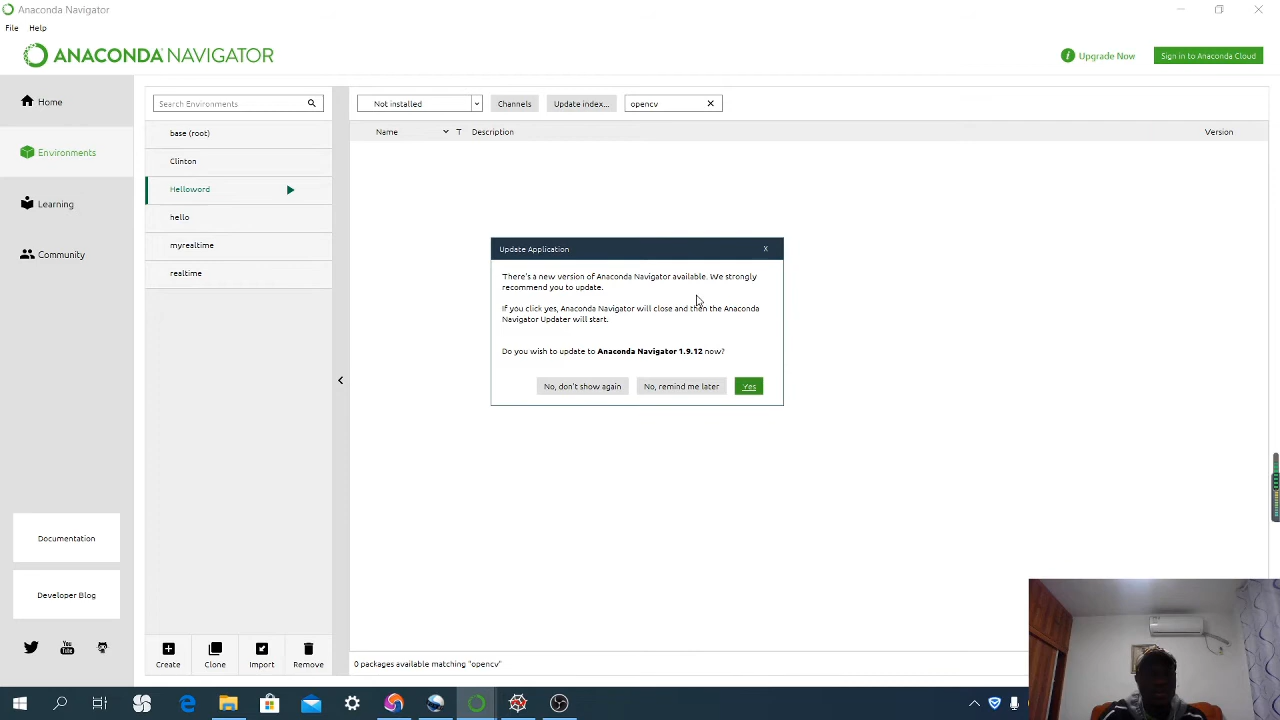 Anaconda Navigator
File Help
ANACONDA NAVIGATOR
Upgrade Now
Sign in to Anaconda Cloud
Home
Environments
Learning
Community
Documentation
Developer Blog
Search Environments
base (root)
Clinton
Helloword
hello
myrealtime
realtime
Create
Clone
Import
Remove
Not installed
Channels
Update index...
opencv
Name
T
Description
Version
Update Application
X
There's a new version of Anaconda Navigator available. We strongly
recommend you to update.
If you click yes, Anaconda Navigator will close and then the Anaconda
Navigator Updater will start.
Do you wish to update to Anaconda Navigator 1.9.12 now?
No, don't show again
No, remind me later
Yes
0 packages available matching "opencv"